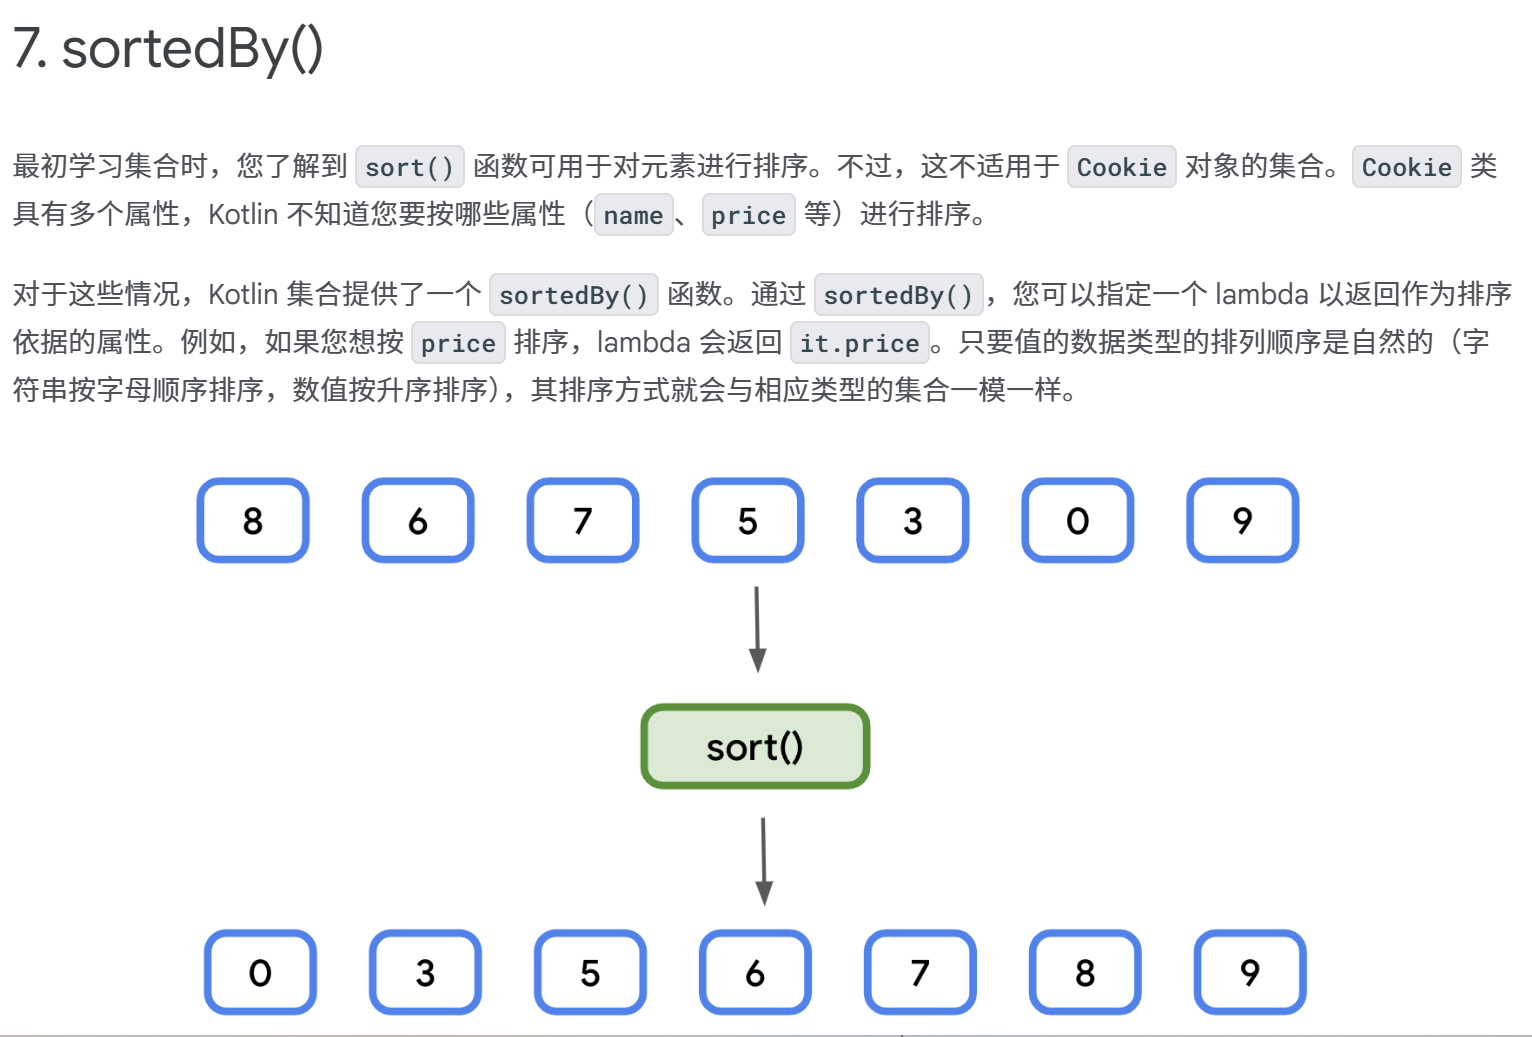 7. sortedBy()
最初学习集合时，您了解到 sort() 函数可用于对元素进行排序。不过，这不适用于 Cookie 对象的集合。Cookie 类
具有多个属性，Kotlin 不知道您要按哪些属性（name、price 等）进行排序。
对于这些情况，Kotlin 集合提供了一个 sortedBy() 函数。通过 sortedBy()，您可以指定一个 lambda 以返回作为排序
依据的属性。例如，如果您想按 price 排序，lambda 会返回 it.price。只要值的数据类型的排列顺序是自然的（字
符串按字母顺序排序，数值按升序排序），其排序方式就会与相应类型的集合一模一样。
8 6 7 5 3 0 9
sort()
0 3 5 6 7 8 9